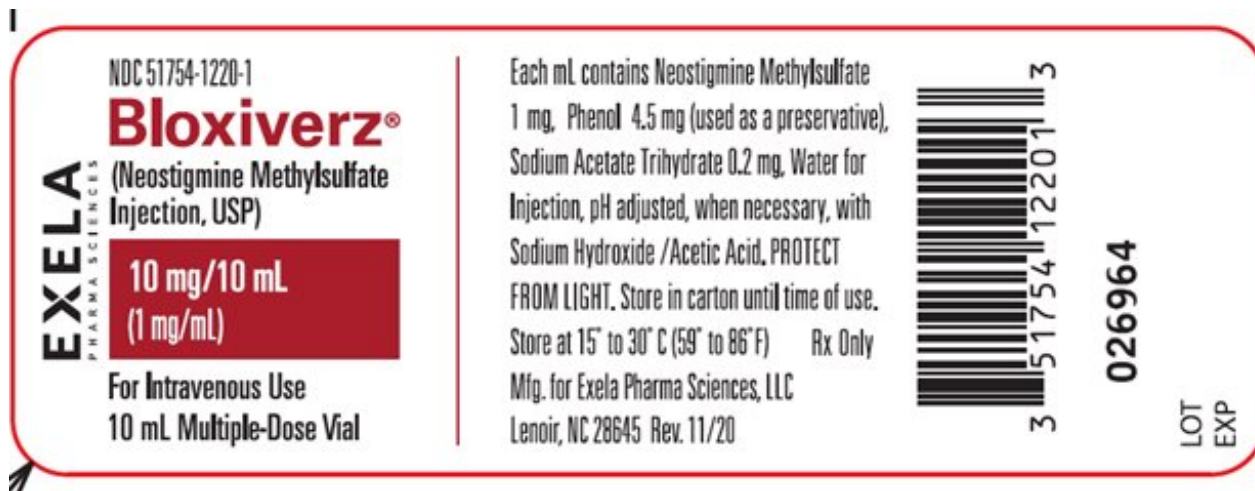 NDC 51754-1220-1
Bloxiverz®
(Neostigmine Methylsulfate
Injection, USP)
10 mg/10 mL
(1 mg/mL)
For Intravenous Use
10 mL Multiple-Dose Vial
EXELA
PHARMA SCIENCES
Each mL contains Neostigmine Methylsulfate
1 mg, Phenol 4.5 mg (used as a preservative),
Sodium Acetate Trihydrate 0.2 mg, Water for
Injection, pH adjusted, when necessary, with
Sodium Hydroxide /Acetic Acid. PROTECT
FROM LIGHT. Store in carton until time of use.
Store at 15˚ to 30˚ C (59˚ to 86˚F) Rx Only
Mfg. for Exela Pharma Sciences, LLC
Lenoir, NC 28645 Rev. 11/20
3 51754 12201 3
026964
LOT
EXP